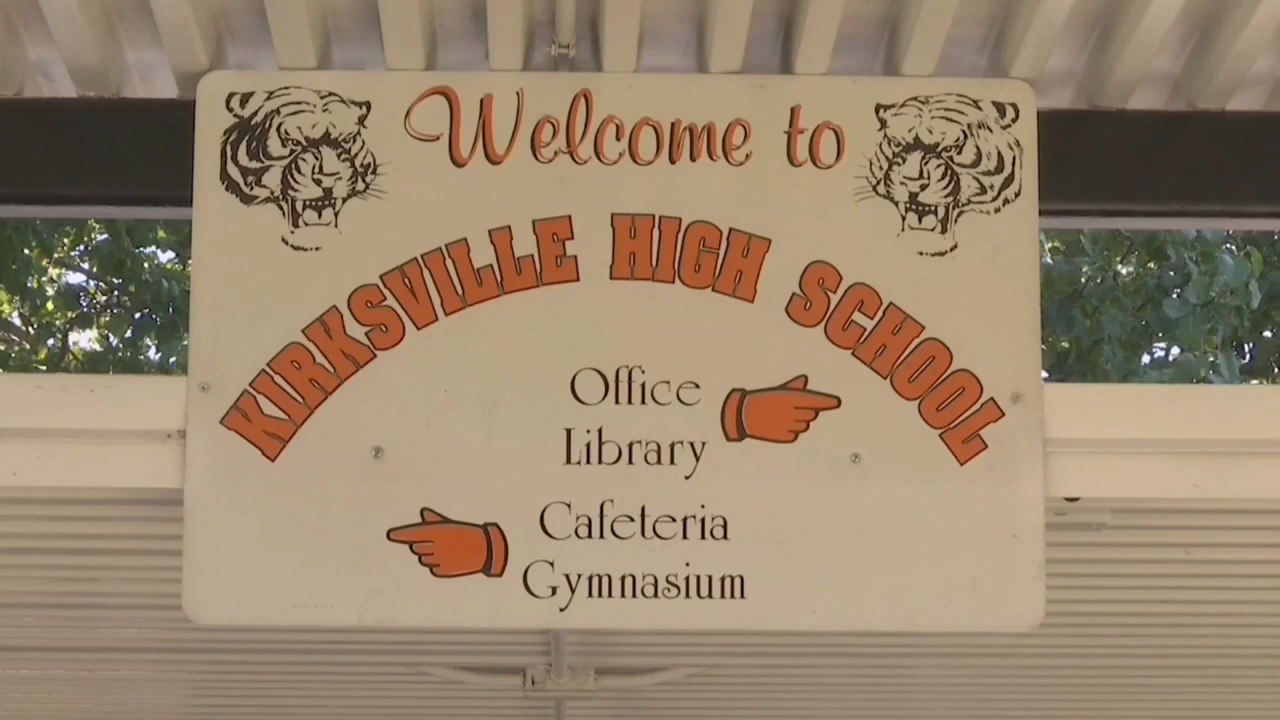 Welcome to
KIRKSVILLE HIGH SCHOOL
Office
Library
Cafeteria
Gymnasium